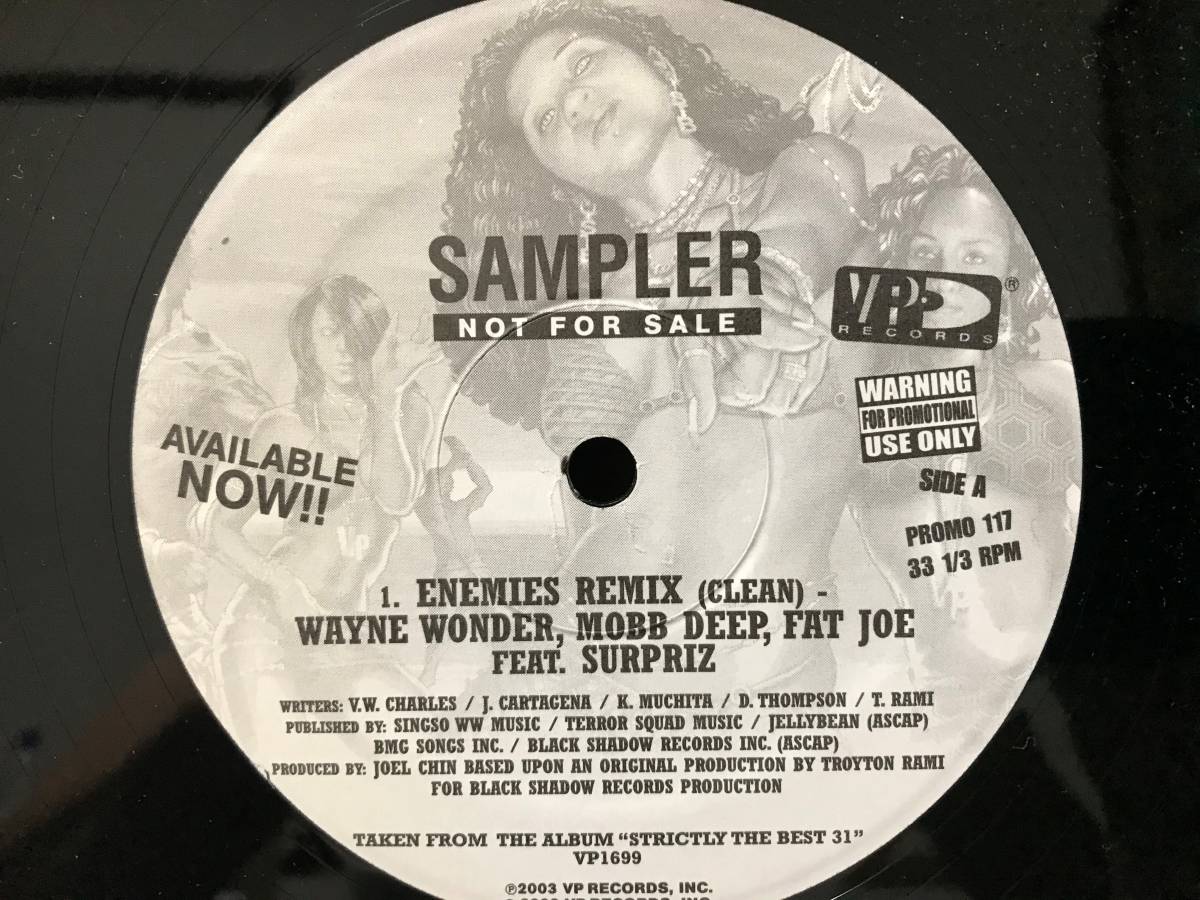 SAMPLER
NOT FOR SALE
VP
RECORDS
®
WARNING
FOR PROMOTIONAL
USE ONLY
SIDE A
PROMO 117
33 1/3 RPM
AVAILABLE
NOW!!
1. ENEMIES REMIX (CLEAN) -
WAYNE WONDER, MOBB DEEP, FAT JOE
FEAT. SURPRIZ
WRITERS: V.W. CHARLES / J. CARTAGENA / K. MUCHITA / D. THOMPSON / T. RAMI
PUBLISHED BY: SINGSO WW MUSIC / TERROR SQUAD MUSIC / JELLYBEAN (ASCAP)
BMG SONGS INC. / BLACK SHADOW RECORDS INC. (ASCAP)
PRODUCED BY: JOEL CHIN BASED UPON AN ORIGINAL PRODUCTION BY TROYTON RAMI
FOR BLACK SHADOW RECORDS PRODUCTION
TAKEN FROM THE ALBUM “STRICTLY THE BEST 31”
VP1699
℗2003 VP RECORDS, INC.